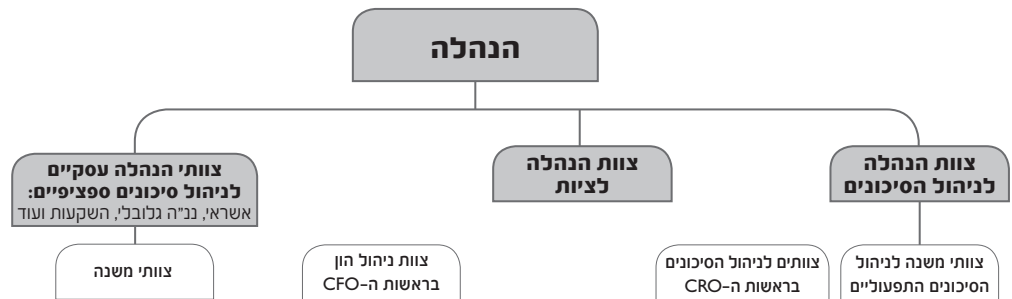 הנהלה
צוות הנהלה
לניהול הסיכונים
צוות הנהלה
לציות
צוותי הנהלה עסקיים
לניהול סיכונים ספציפיים:
אשראי, ננ"ה גלובלי, השקעות ועוד
צוותי משנה לניהול
הסיכונים התפעוליים
צוותים לניהול הסיכונים
בראשות ה-CRO
צוות ניהול הון
בראשות ה-CFO
צוותי משנה